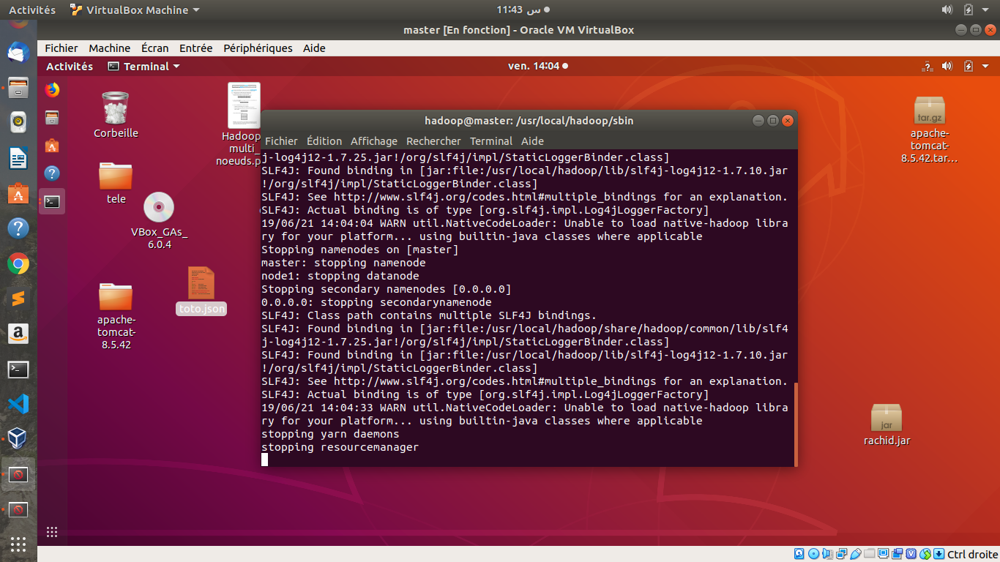 Activités
VirtualBox Machine
11:43 س
master [En fonction] - Oracle VM VirtualBox
Fichier Machine Écran Entrée Périphériques Aide
Activités
Terminal
ven. 14:04
Corbeille
Hadoop
multi_
noeuds.p
tele
VBox_GAs_
6.0.4
toto.json
apache-
tomcat-
8.5.42
tar.gz
apache-
tomcat-
8.5.42.tar...
jar
rachid.jar
hadoop@master: /usr/local/hadoop/sbin
Fichier Édition Affichage Rechercher Terminal Aide
j-log4j12-1.7.25.jar!/org/slf4j/impl/StaticLoggerBinder.class]
SLF4J: Found binding in [jar:file:/usr/local/hadoop/lib/slf4j-log4j12-1.7.10.jar
!/org/slf4j/impl/StaticLoggerBinder.class]
SLF4J: See http://www.slf4j.org/codes.html#multiple_bindings for an explanation.
SLF4J: Actual binding is of type [org.slf4j.impl.Log4jLoggerFactory]
19/06/21 14:04:04 WARN util.NativeCodeLoader: Unable to load native-hadoop libra
ry for your platform... using builtin-java classes where applicable
Stopping namenodes on [master]
master: stopping namenode
node1: stopping datanode
Stopping secondary namenodes [0.0.0.0]
0.0.0.0: stopping secondarynamenode
SLF4J: Class path contains multiple SLF4J bindings.
SLF4J: Found binding in [jar:file:/usr/local/hadoop/share/hadoop/common/lib/slf4
j-log4j12-1.7.25.jar!/org/slf4j/impl/StaticLoggerBinder.class]
SLF4J: Found binding in [jar:file:/usr/local/hadoop/lib/slf4j-log4j12-1.7.10.jar
!/org/slf4j/impl/StaticLoggerBinder.class]
SLF4J: See http://www.slf4j.org/codes.html#multiple_bindings for an explanation.
SLF4J: Actual binding is of type [org.slf4j.impl.Log4jLoggerFactory]
19/06/21 14:04:33 WARN util.NativeCodeLoader: Unable to load native-hadoop libra
ry for your platform... using builtin-java classes where applicable
stopping yarn daemons
stopping resourcemanager
Ctrl droite